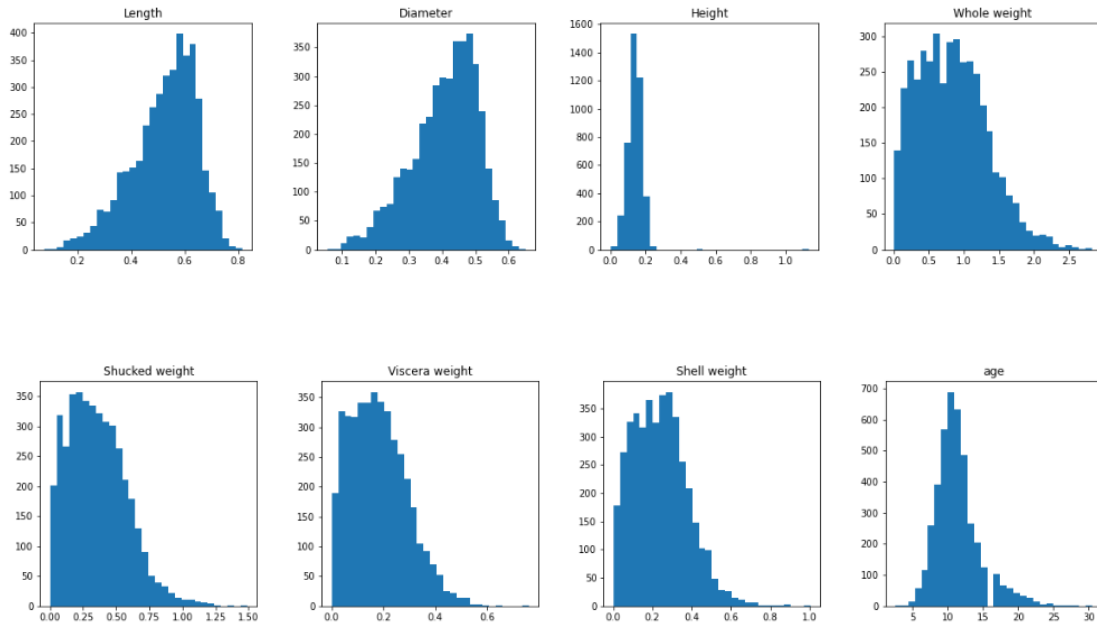 Length Diameter Height Whole weight
400 350 300 250 200 150 100 50 0
0.2 0.4 0.6 0.8
350 300 250 200 150 100 50 0
0.1 0.2 0.3 0.4 0.5 0.6
1600 1400 1200 1000 800 600 400 200 0
0.0 0.2 0.4 0.6 0.8 1.0
300 250 200 150 100 50 0
0.0 0.5 1.0 1.5 2.0 2.5
Shucked weight Viscera weight Shell weight age
350 300 250 200 150 100 50 0
0.00 0.25 0.50 0.75 1.00 1.25 1.50
350 300 250 200 150 100 50 0
0.0 0.2 0.4 0.6
350 300 250 200 150 100 50 0
0.0 0.2 0.4 0.6 0.8 1.0
700 600 500 400 300 200 100 0
5 10 15 20 25 30